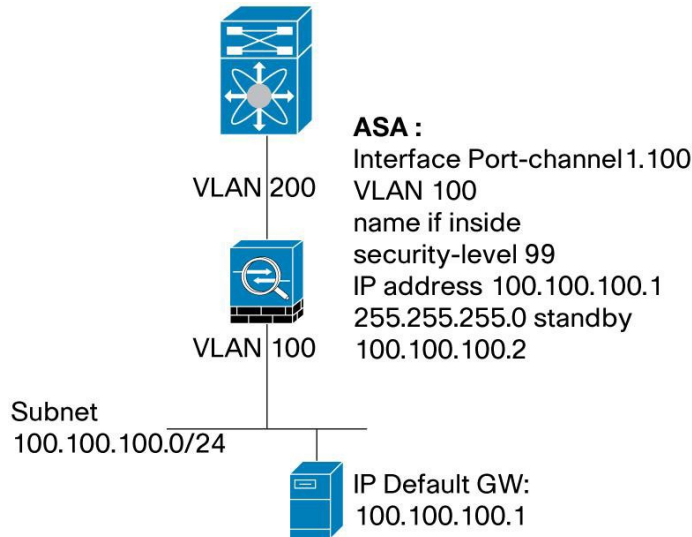 VLAN 200
ASA :
Interface Port-channel1.100
VLAN 100
name if inside
security-level 99
IP address 100.100.100.1
255.255.255.0 standby
100.100.100.2
VLAN 100
Subnet
100.100.100.0/24
IP Default GW:
100.100.100.1